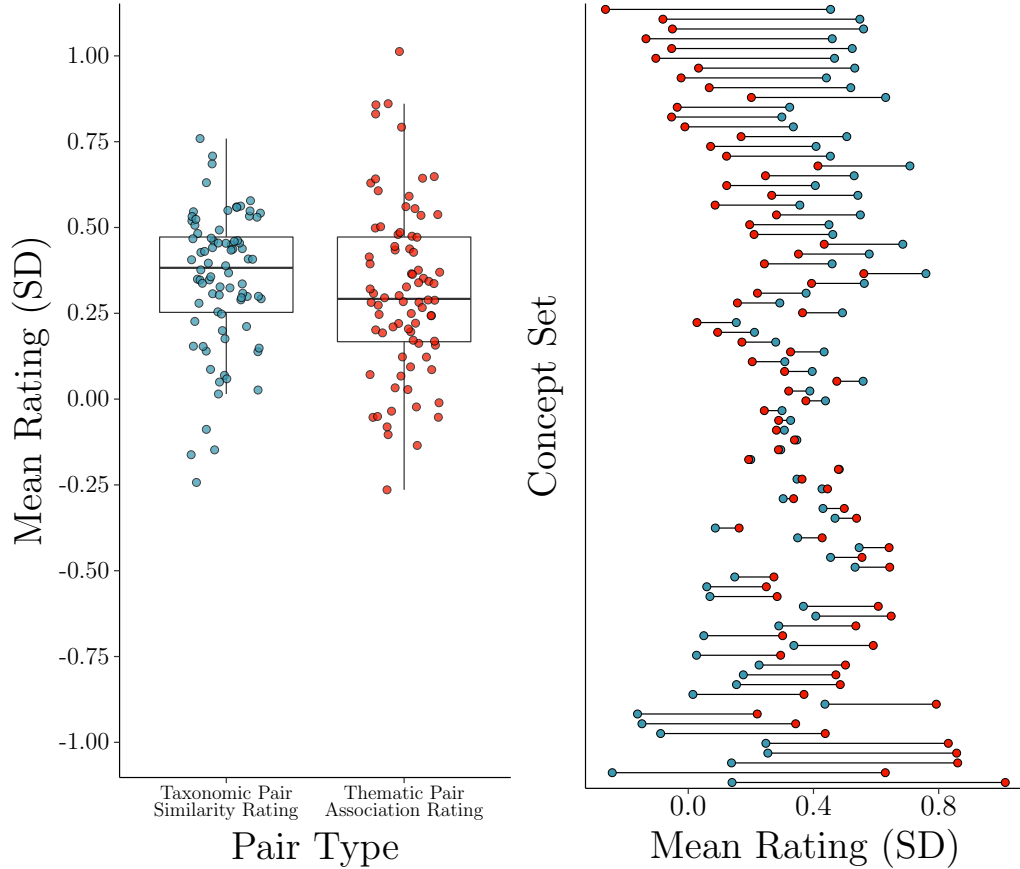 Mean Rating (SD)
1.00
0.75
0.50
0.25
0.00
-0.25
-0.50
-0.75
-1.00
Taxonomic Pair
Similarity Rating
Thematic Pair
Association Rating
Pair Type
Concept Set
0.0
0.4
0.8
Mean Rating (SD)